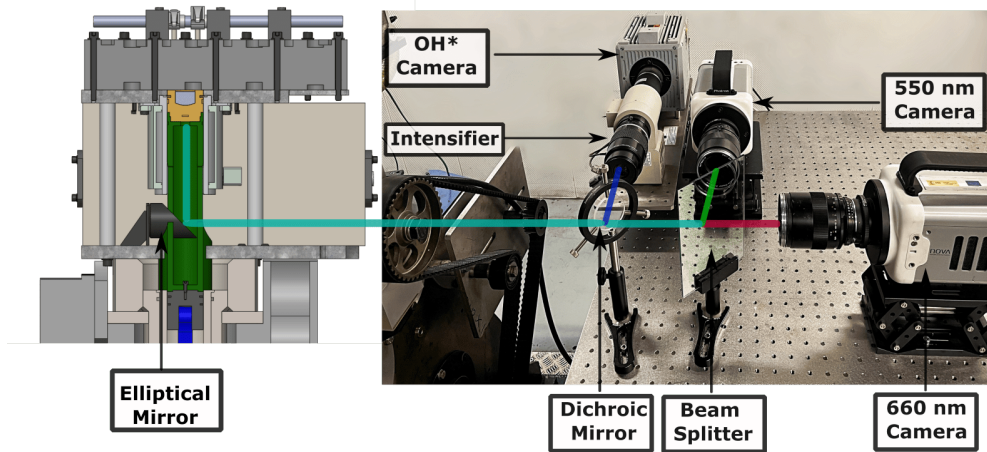 OH*
Camera
550 nm
Camera
Intensifier
Elliptical
Mirror
Dichroic
Mirror
Beam
Splitter
660 nm
Camera